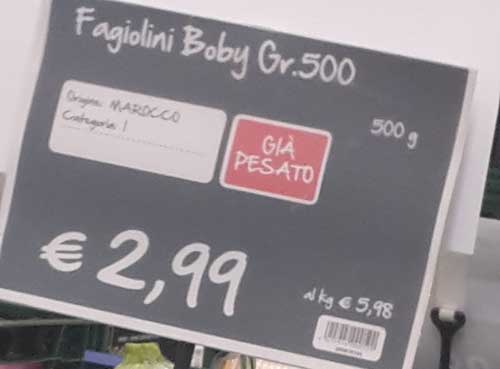 Fagiolini Boby Gr.500
500 g
Origine: MAROCCO
Categoria: I
GIÀ
PESATO
€ 2,99
al kg € 5,98